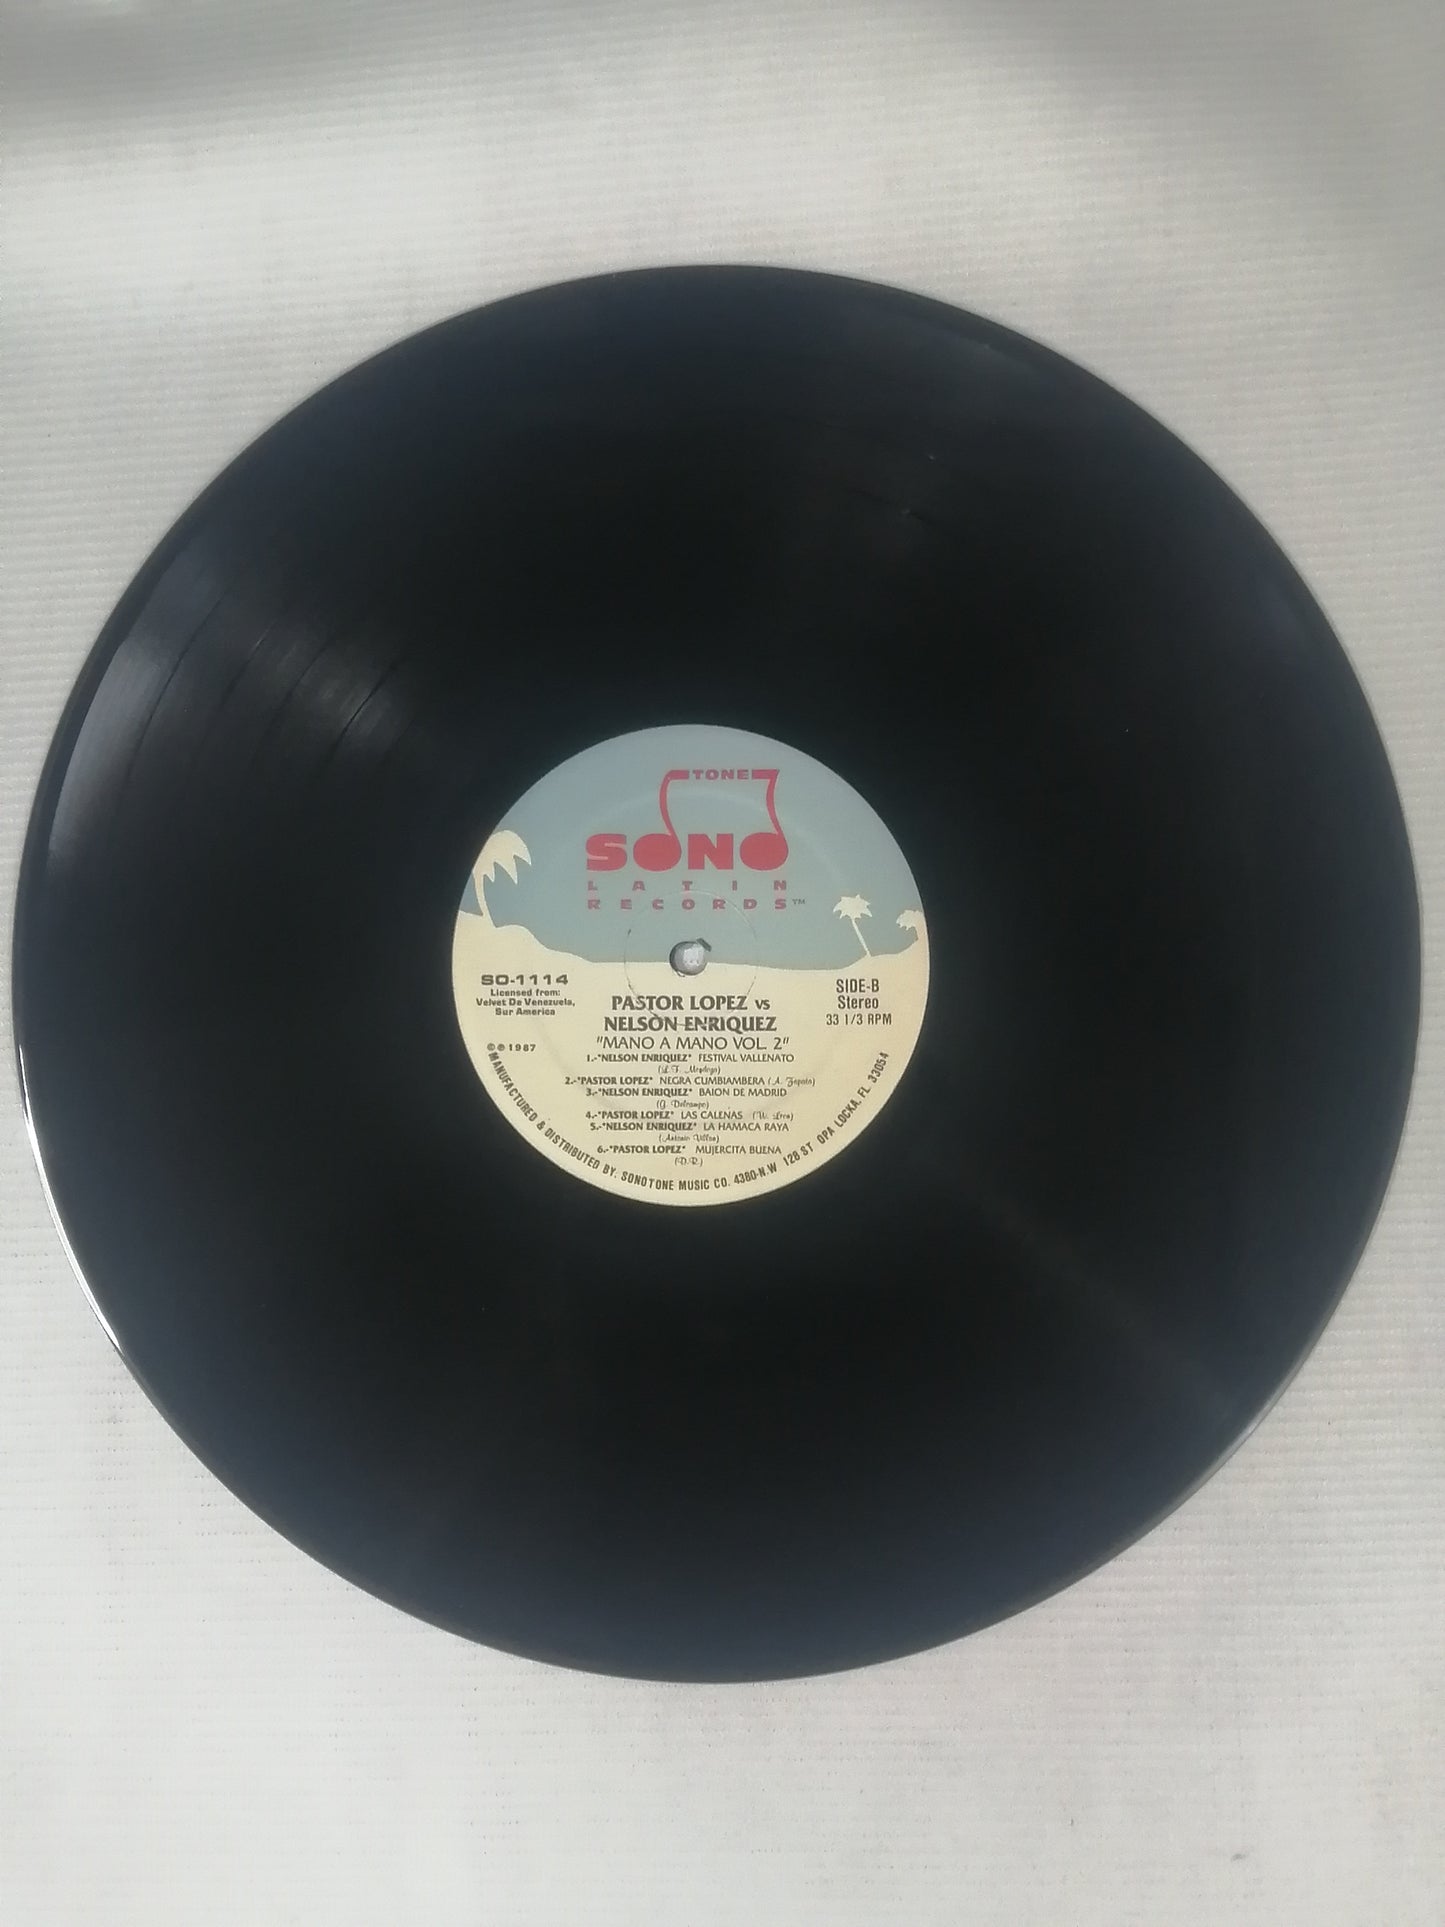 TONE
SONO
LATIN
RECORDS™
SO-1114
Licensed from:
Velvet De Venezuela,
Sur America
℗©1987
SIDE-B
Stereo
33 1/3 RPM
PASTOR LOPEZ VS
NELSON ENRIQUEZ
"MANO A MANO VOL. 2"
1.-"NELSON ENRIQUEZ" FESTIVAL VALLENATO
2.-"PASTOR LOPEZ" NEGRA CUMBIAMBERA (A. Zapata)
3.-"NELSON ENRIQUEZ" BAION DE MADRID
4.-"PASTOR LOPEZ" LAS CALEÑAS
5.-"NELSON ENRIQUEZ" LA HAMACA RAYA
6.-"PASTOR LOPEZ" MUJERCITA BUENA
(D.R.)
MANUFACTURED & DISTRIBUTED BY: SONOTONE MUSIC CO. 4380-N.W 128 ST OPA LOCKA, FL 33054